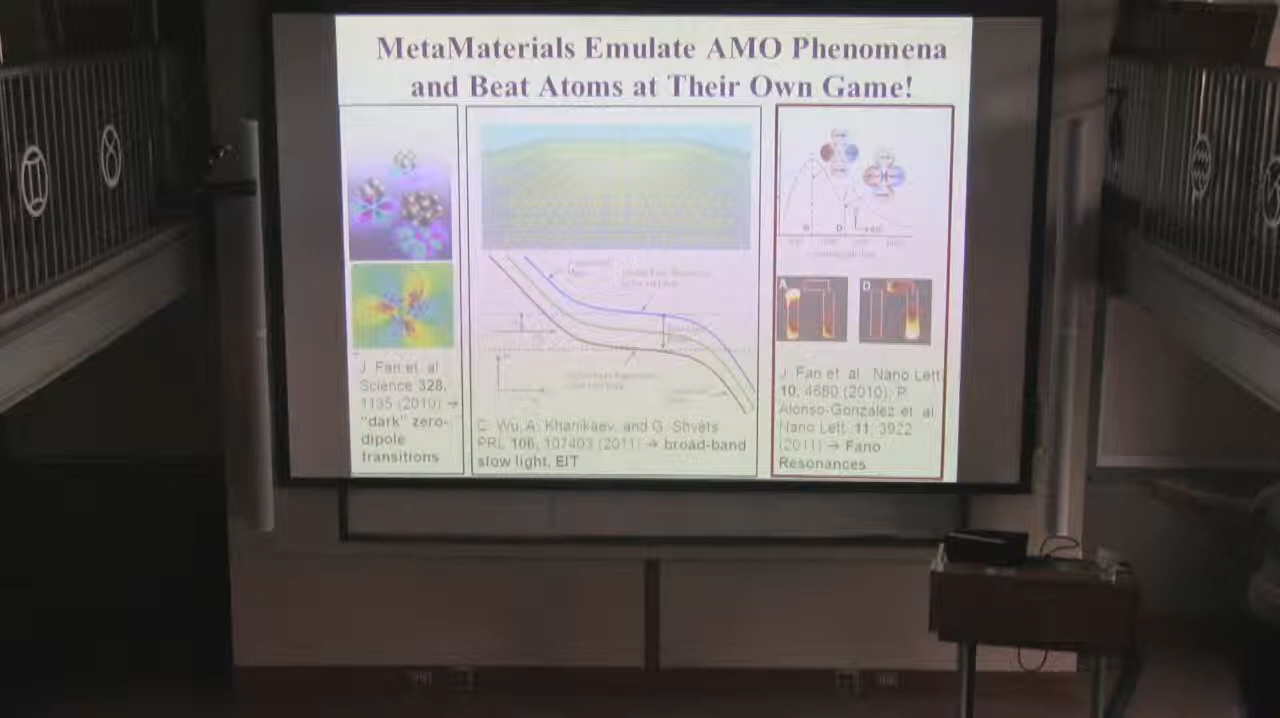 MetaMaterials Emulate AMO Phenomena
and Beat Atoms at Their Own Game!
J. Fan et. al
Science 328,
1135 (2010) →
"dark" zero-
dipole
transitions
C. Wu, A. Khanikaev, and G. Shvets
PRL 106, 107403 (2011) → broad-band
slow light, EIT
A
D
J. Fan et. al. Nano Lett.
10, 4680 (2010); P.
Alonso-González et. al
Nano Lett. 11, 3922
(2011) → Fano
Resonances